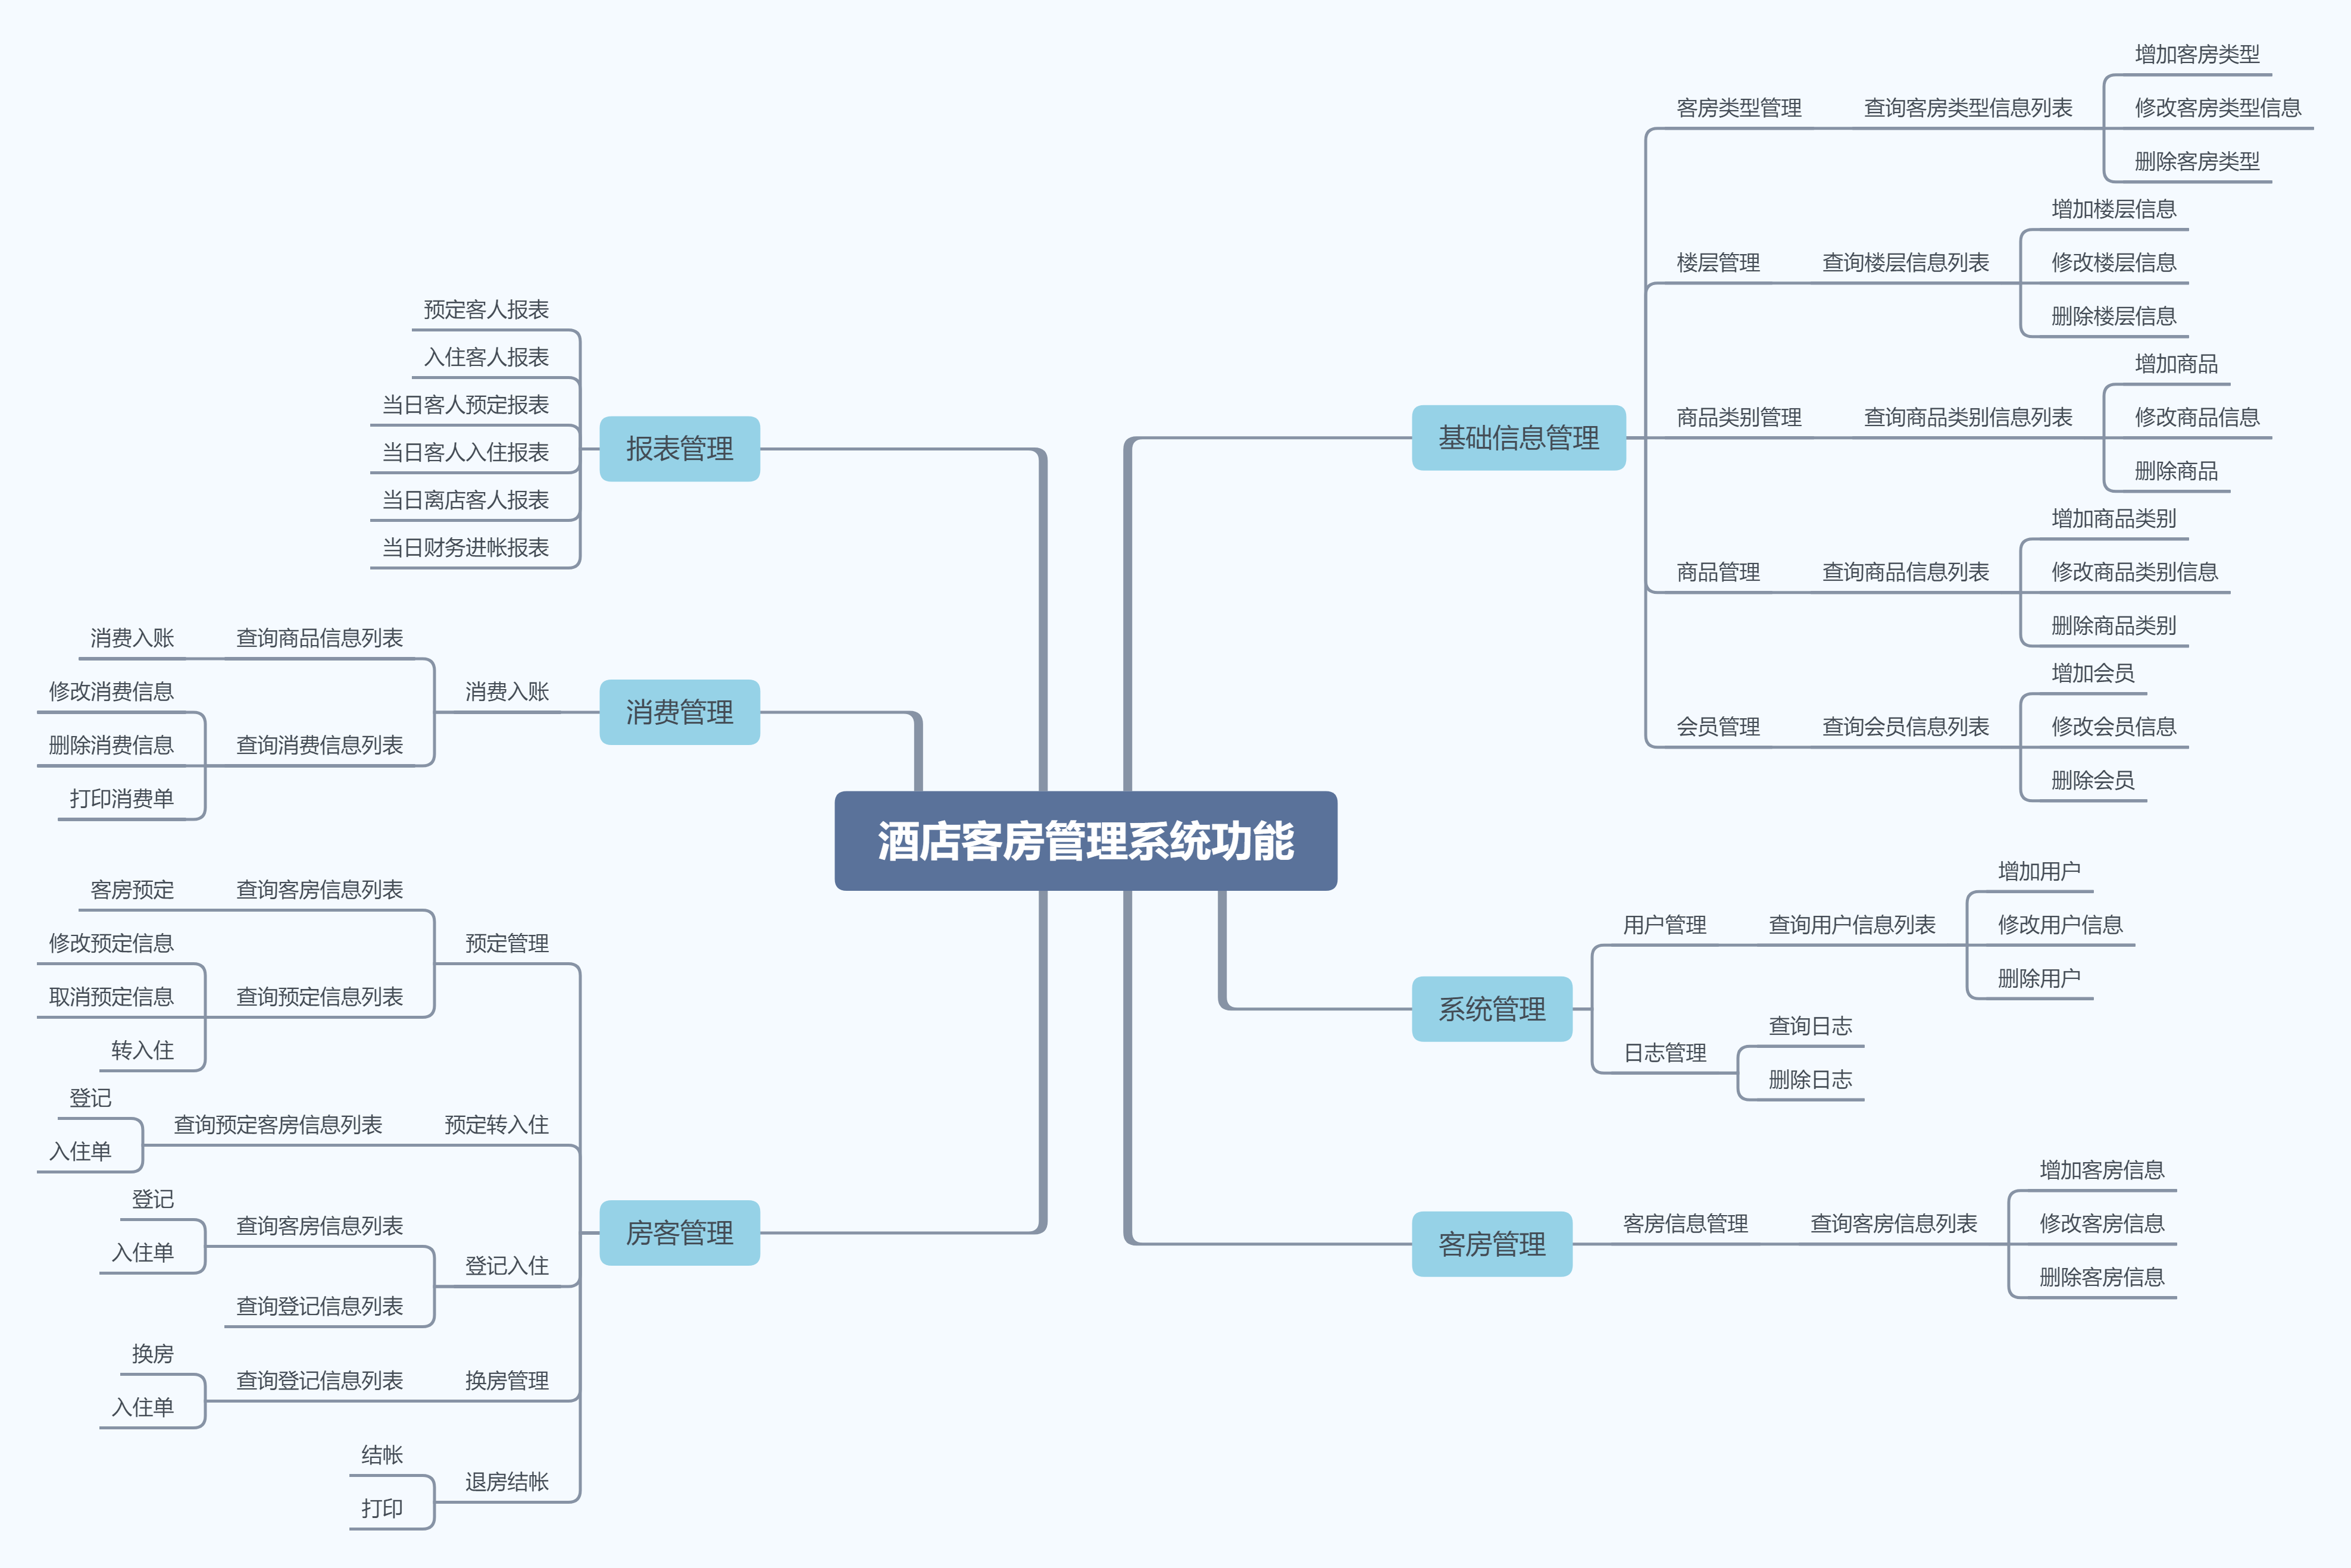 酒店客房管理系统功能
基础信息管理
客房类型管理
查询客房类型信息列表
增加客房类型
修改客房类型信息
删除客房类型
楼层管理
查询楼层信息列表
增加楼层信息
修改楼层信息
删除楼层信息
商品类别管理
查询商品类别信息列表
增加商品
修改商品信息
删除商品
商品管理
查询商品信息列表
增加商品类别
修改商品类别信息
删除商品类别
会员管理
查询会员信息列表
增加会员
修改会员信息
删除会员
系统管理
用户管理
查询用户信息列表
增加用户
修改用户信息
删除用户
日志管理
查询日志
删除日志
客房管理
客房信息管理
查询客房信息列表
增加客房信息
修改客房信息
删除客房信息
报表管理
预定客人报表
入住客人报表
当日客人预定报表
当日客人入住报表
当日离店客人报表
当日财务进帐报表
消费管理
消费入账
查询商品信息列表
消费入账
查询消费信息列表
修改消费信息
删除消费信息
打印消费单
房客管理
预定管理
查询客房信息列表
客房预定
查询预定信息列表
修改预定信息
取消预定信息
转入住
预定转入住
查询预定客房信息列表
登记
入住单
登记入住
查询客房信息列表
登记
入住单
查询登记信息列表
换房管理
查询登记信息列表
换房
入住单
退房结帐
结帐
打印